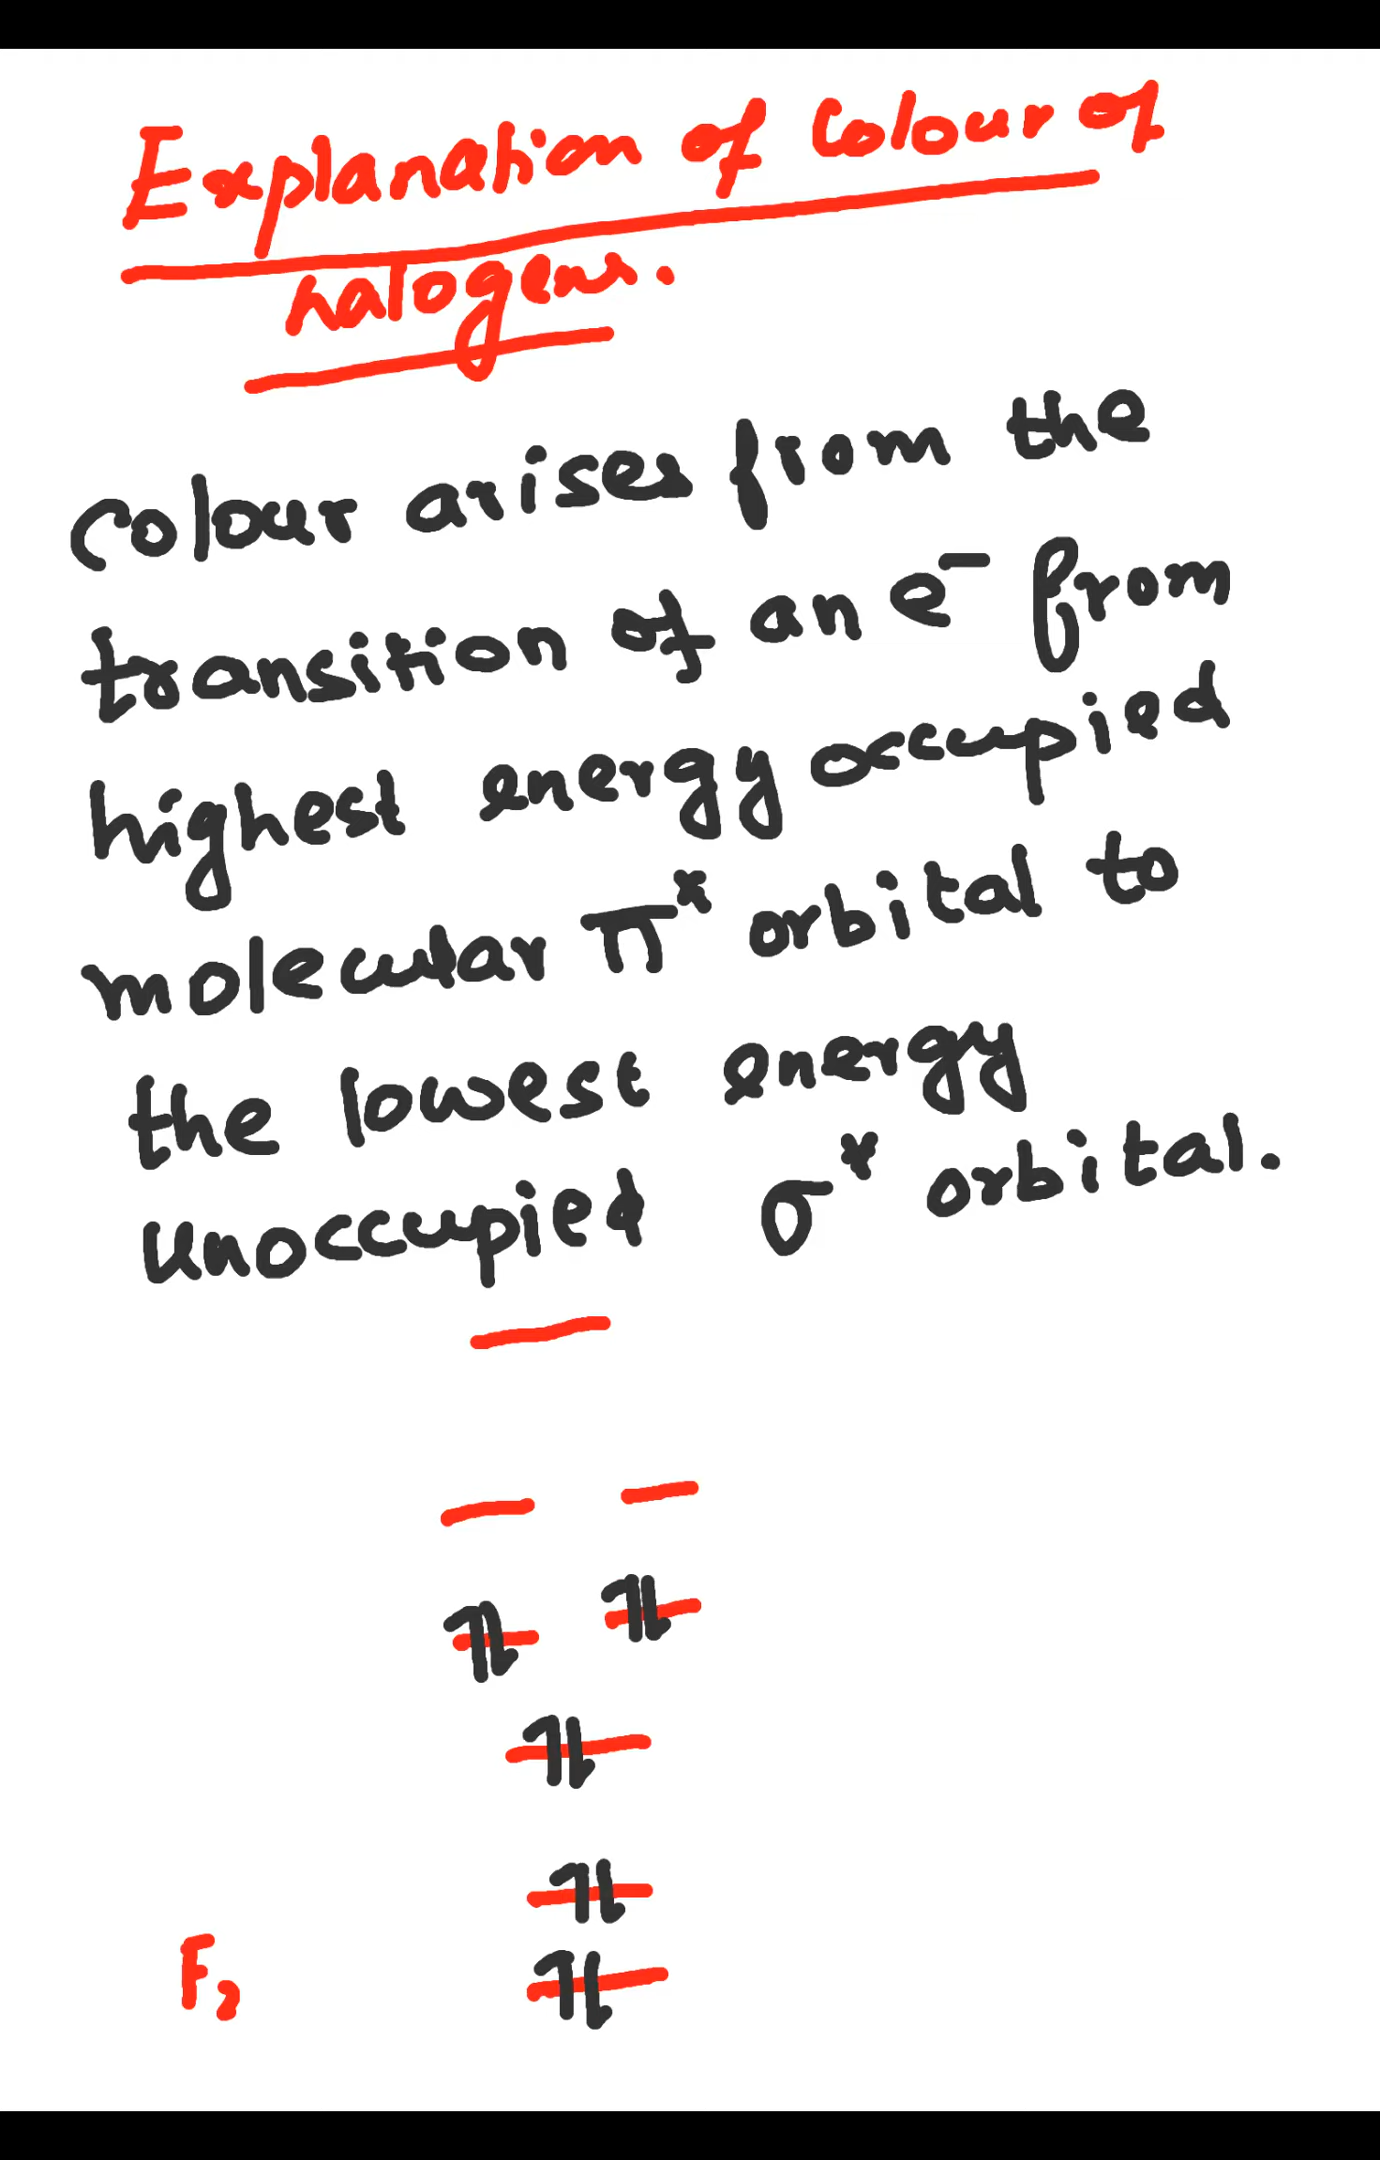 Explanation of Colour of
halogens.
Colour arises from the
transition of an e⁻ from
highest energy occupied
molecular π* orbital to
the lowest energy
unoccupied σ* orbital.
F₂